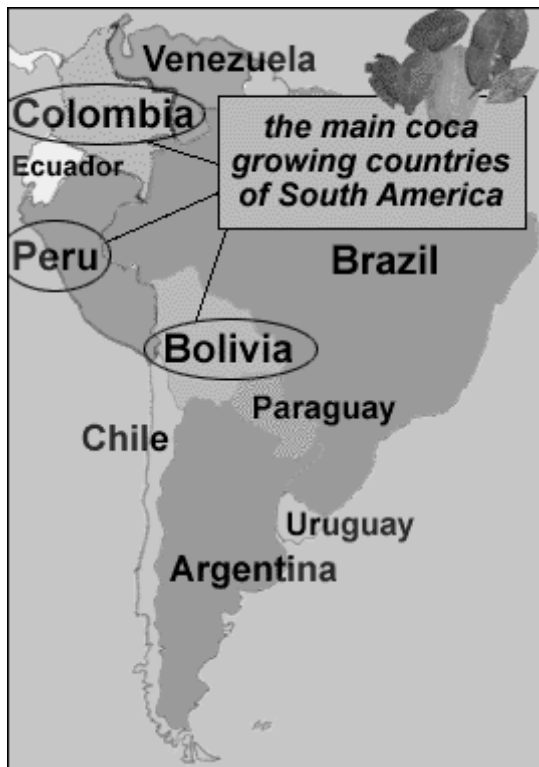 Venezuela
Colombia
the main coca
growing countries
of South America
Ecuador
Peru
Brazil
Bolivia
Paraguay
Chile
Uruguay
Argentina